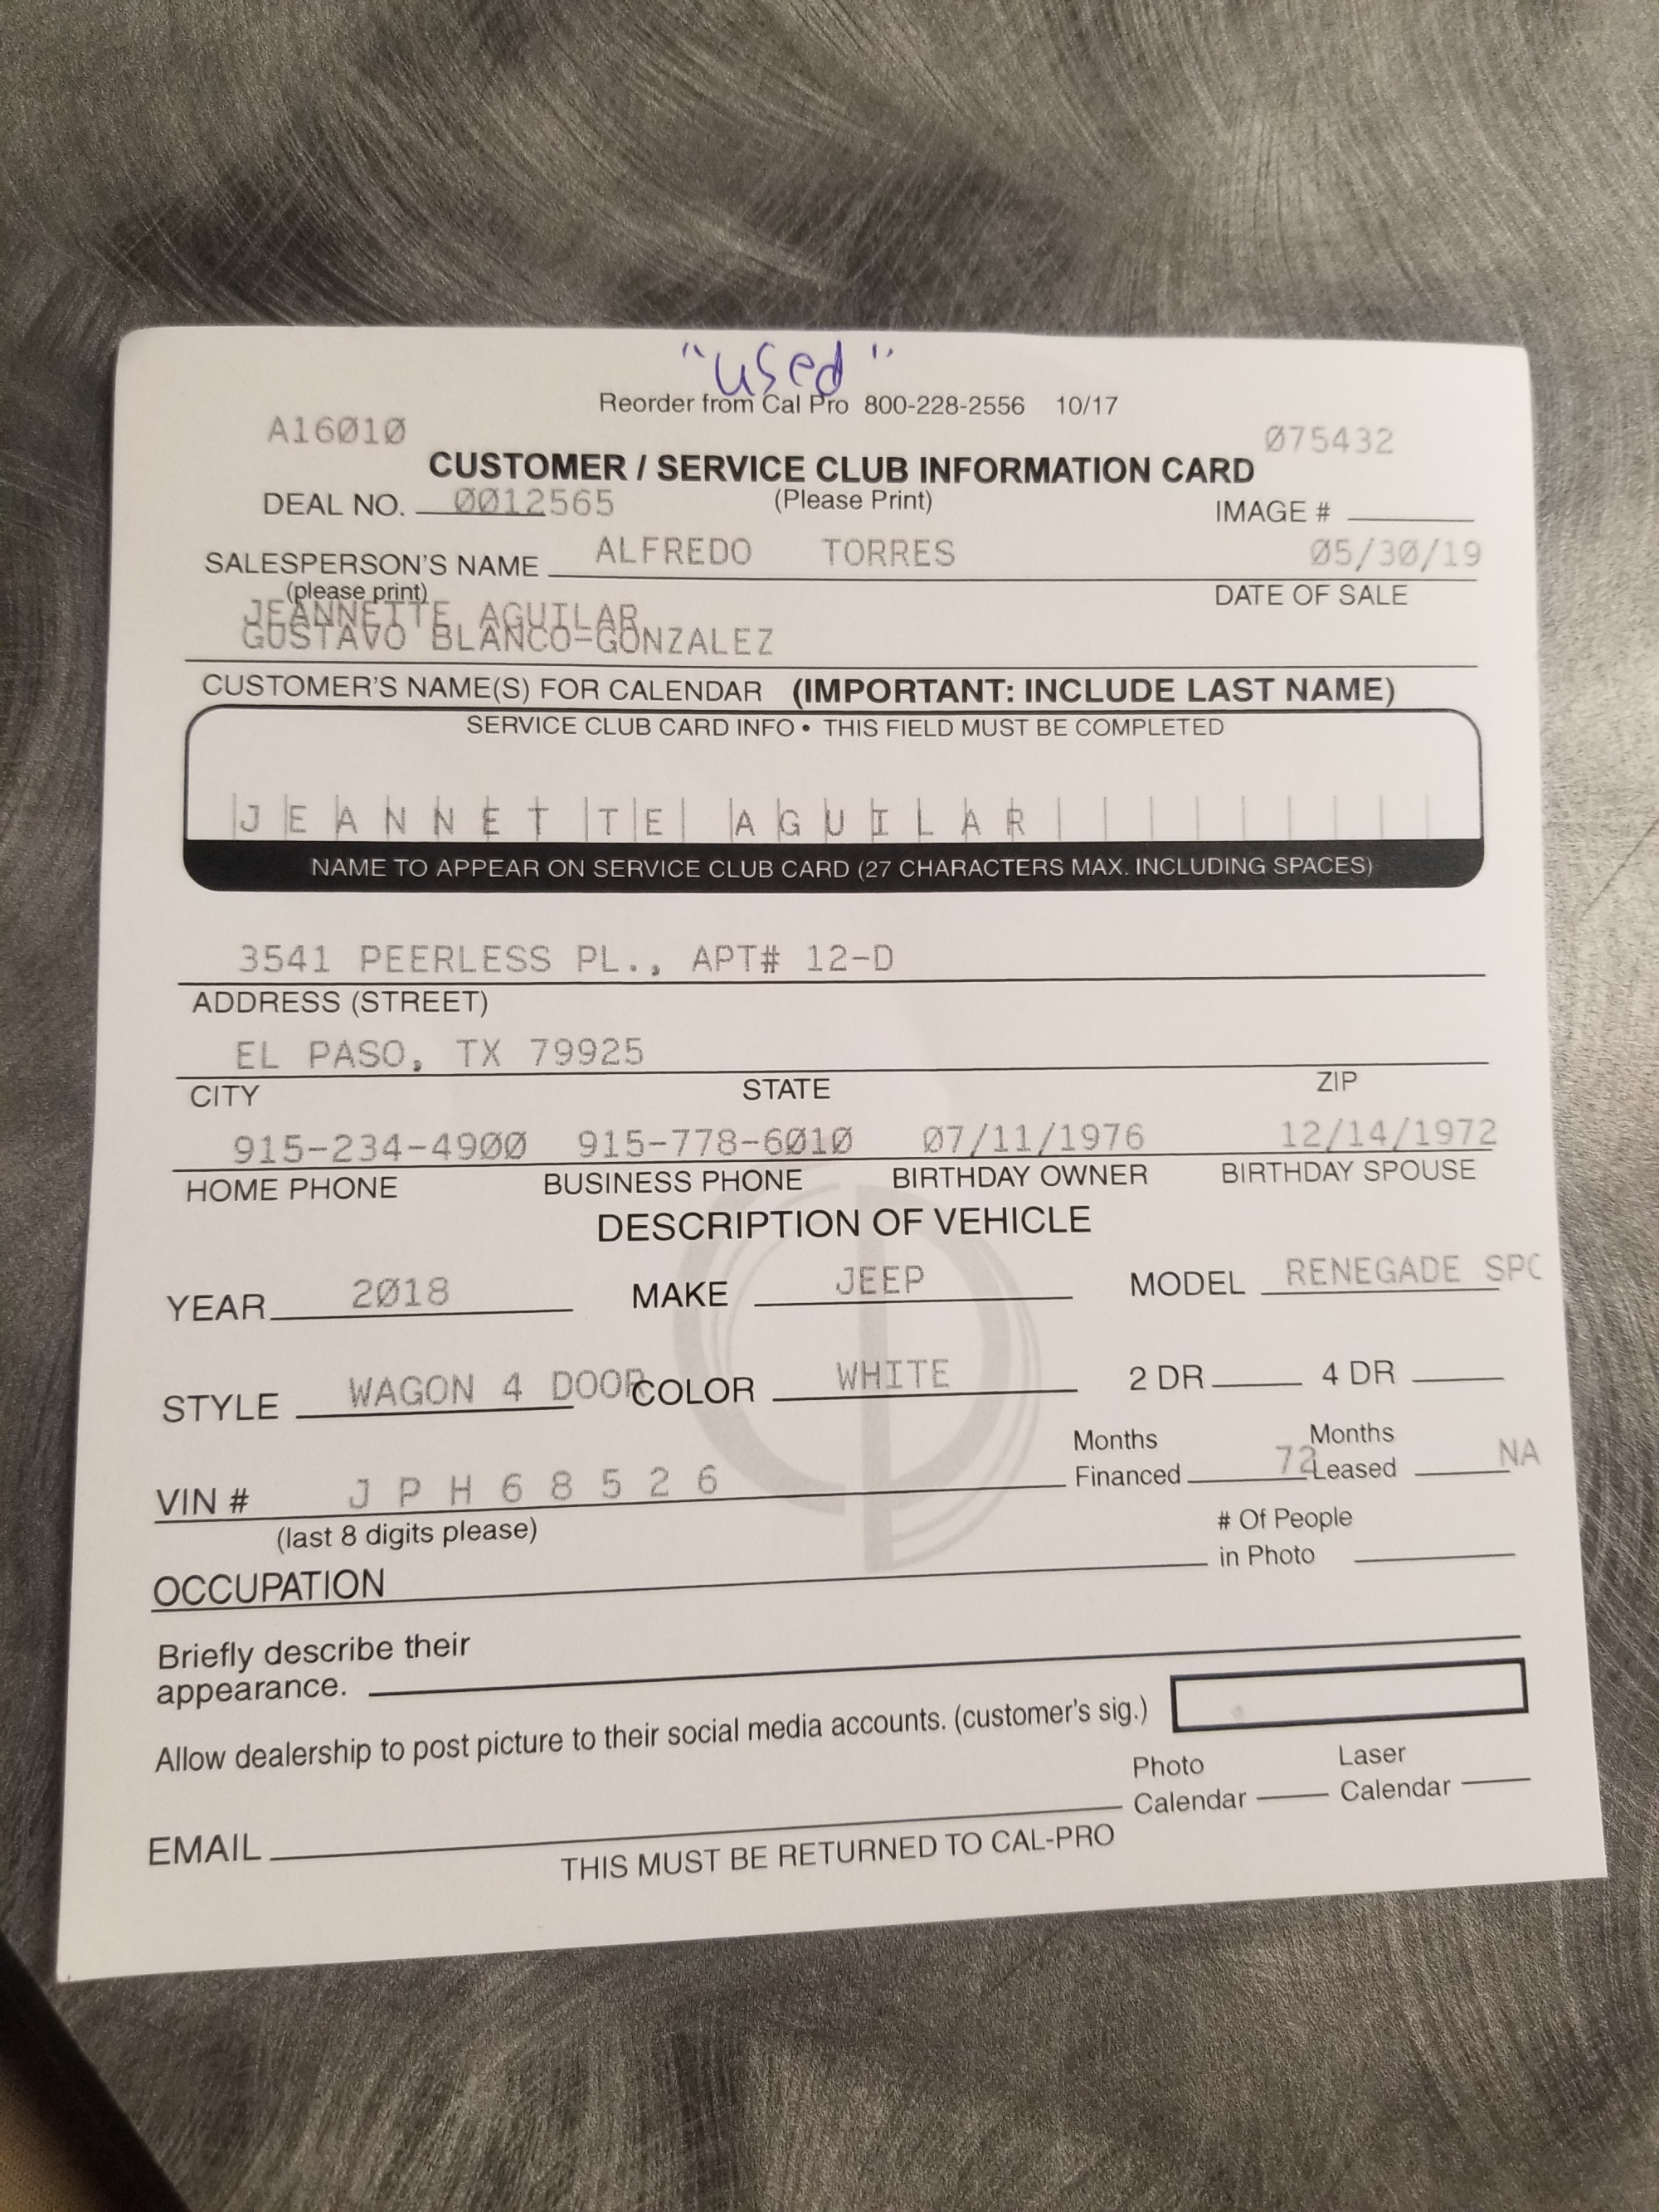 "used"
Reorder from Cal Pro 800-228-2556 10/17
A16010 075432
CUSTOMER / SERVICE CLUB INFORMATION CARD
DEAL NO. 0012565 (Please Print) IMAGE #
SALESPERSON'S NAME ALFREDO TORRES 05/30/19
(please print) DATE OF SALE
JEANNETTE AGUILAR
GUSTAVO BLANCO-GONZALEZ
CUSTOMER'S NAME(S) FOR CALENDAR (IMPORTANT: INCLUDE LAST NAME)
SERVICE CLUB CARD INFO • THIS FIELD MUST BE COMPLETED
JEANNETTE AGUILAR
NAME TO APPEAR ON SERVICE CLUB CARD (27 CHARACTERS MAX. INCLUDING SPACES)
3541 PEERLESS PL., APT# 12-D
ADDRESS (STREET)
EL PASO, TX 79925
CITY STATE ZIP
915-234-4900 915-778-6010 07/11/1976 12/14/1972
HOME PHONE BUSINESS PHONE BIRTHDAY OWNER BIRTHDAY SPOUSE
DESCRIPTION OF VEHICLE
YEAR 2018 MAKE JEEP MODEL RENEGADE SPO
STYLE WAGON 4 DOOR COLOR WHITE 2 DR 4 DR
VIN # JPH68526 Months Financed 72 Months Leased NA
(last 8 digits please)
OCCUPATION # Of People in Photo
Briefly describe their
appearance.
Allow dealership to post picture to their social media accounts. (customer's sig.)
EMAIL Photo Calendar Laser Calendar
THIS MUST BE RETURNED TO CAL-PRO